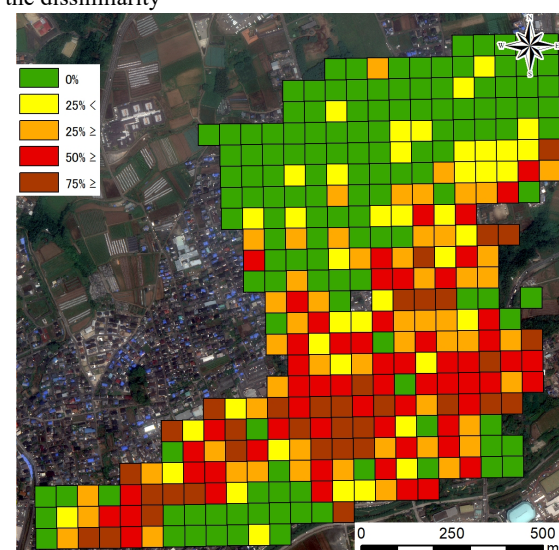 the dissimilarity
N
W
E
S
0%
25% <
25% ≥
50% ≥
75% ≥
0 250 500
m